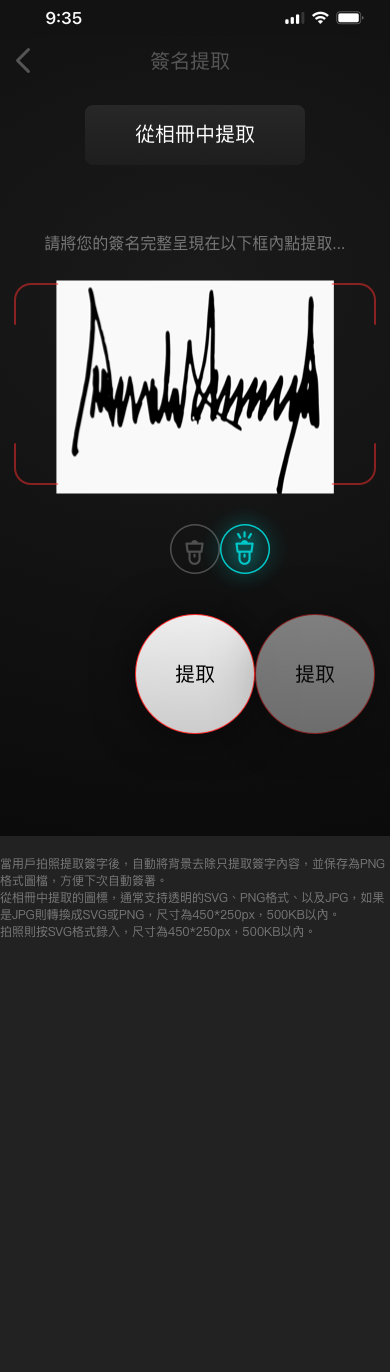 9:35
簽名提取
從相冊中提取
請將您的簽名完整呈現在以下框內點提取...
提取
提取
當用戶拍照提取簽字後，自動將背景去除只提取簽字內容，並保存為PNG
格式圖檔，方便下次自動簽署。
從相冊中提取的圖標，通常支持透明的SVG、PNG格式、以及JPG，如果
是JPG則轉換成SVG或PNG，尺寸為450*250px，500KB以內。
拍照則按SVG格式錄入，尺寸為450*250px，500KB以內。